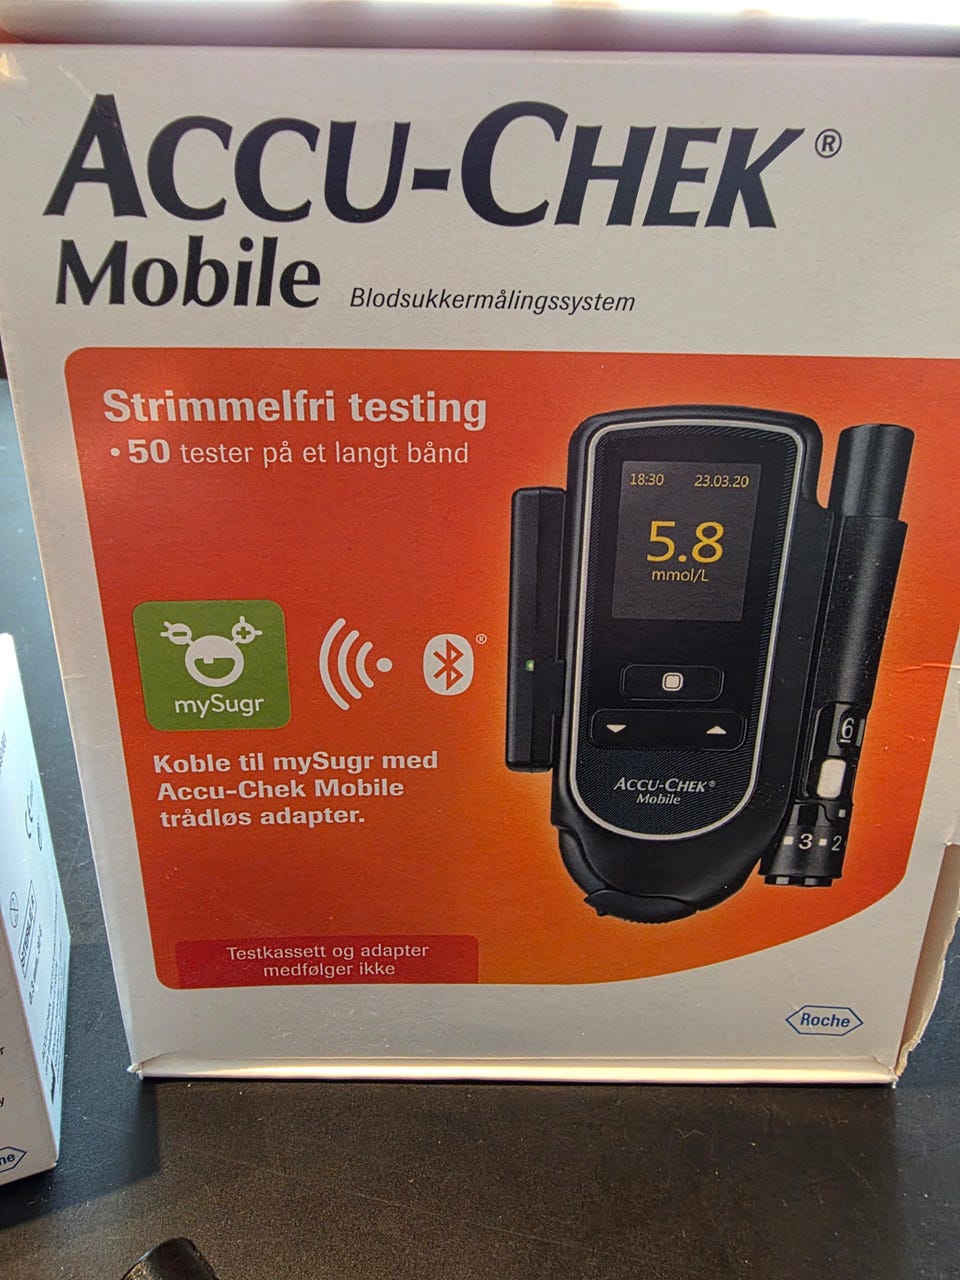 ACCU-CHEK®
Mobile Blodsukkermålingssystem
Strimmelfri testing
• 50 tester på et langt bånd
18:30 23.03.20
5.8
mmol/L
mySugr
®
Koble til mySugr med
Accu-Chek Mobile
trådløs adapter.
ACCU-CHEK®
Mobile
6
3 2
Testkassett og adapter
medfølger ikke
Roche
STERILE R